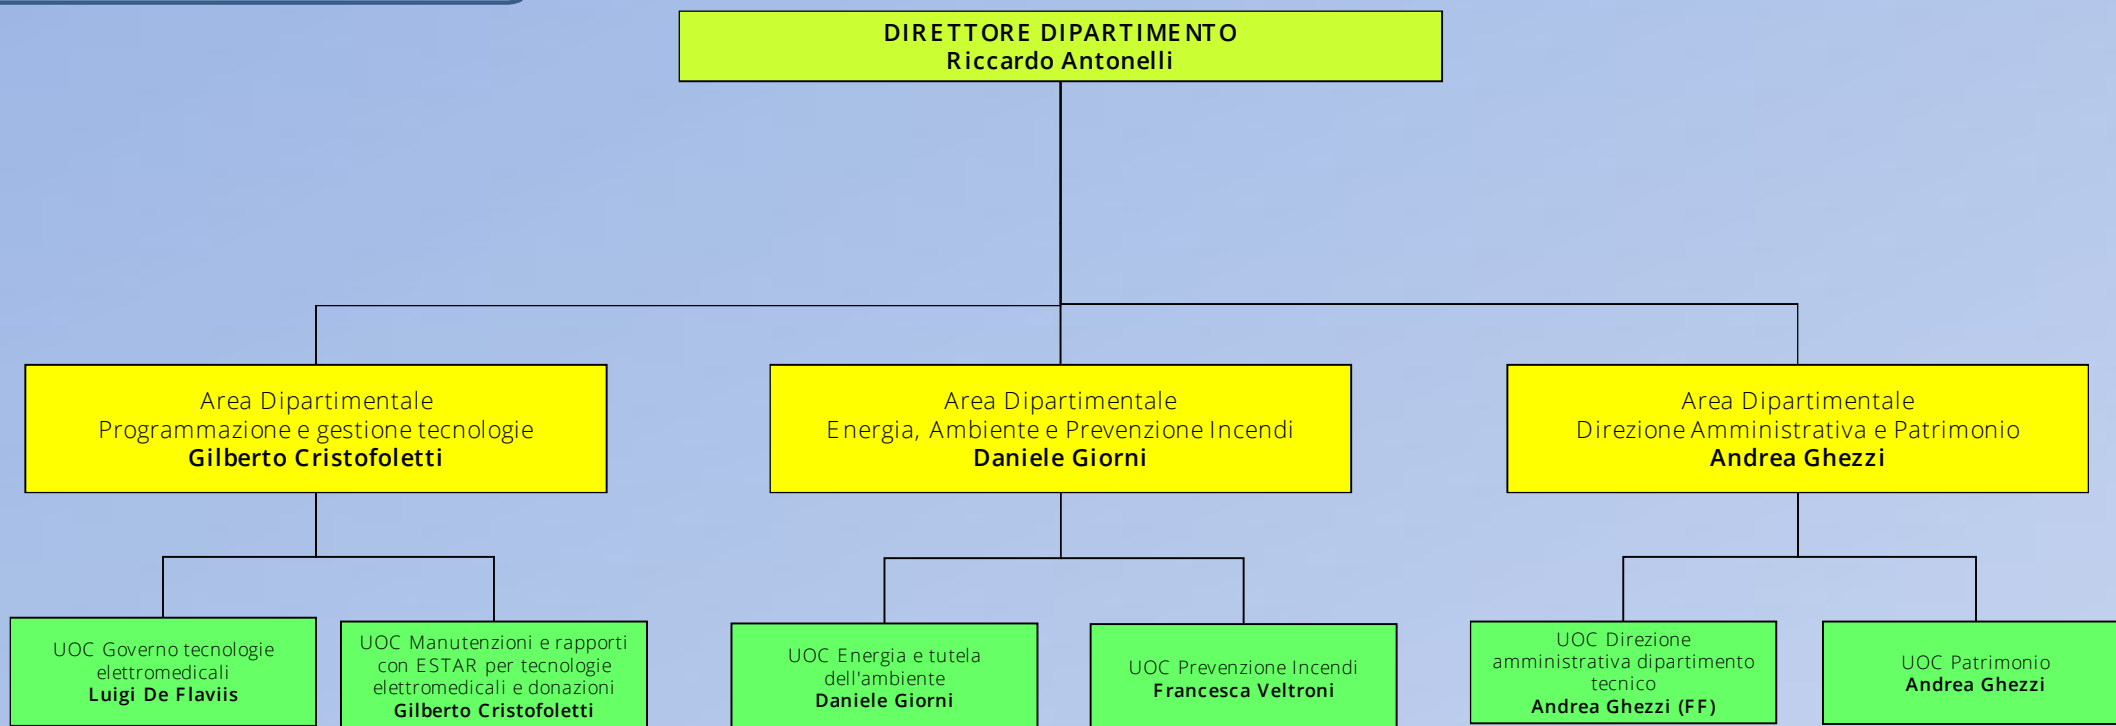 DIRETTORE DIPARTIMENTO
Riccardo Antonelli
Area Dipartimentale
Programmazione e gestione tecnologie
Gilberto Cristofoletti
Area Dipartimentale
Energia, Ambiente e Prevenzione Incendi
Daniele Giorni
Area Dipartimentale
Direzione Amministrativa e Patrimonio
Andrea Ghezzi
UOC Governo tecnologie
elettromedicali
Luigi De Flaviis
UOC Manutenzioni e rapporti
con ESTAR per tecnologie
elettromedicali e donazioni
Gilberto Cristofoletti
UOC Energia e tutela
dell'ambiente
Daniele Giorni
UOC Prevenzione Incendi
Francesca Veltroni
UOC Direzione
amministrativa dipartimento
tecnico
Andrea Ghezzi (FF)
UOC Patrimonio
Andrea Ghezzi